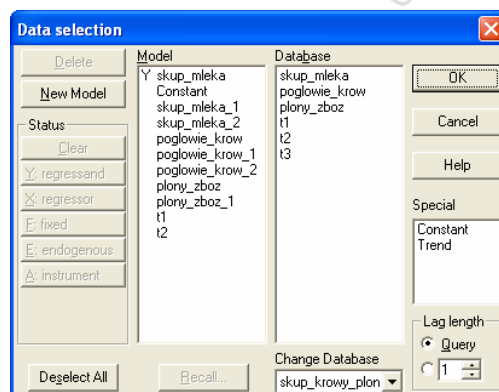 Data selection
Delete
New Model
Status
Clear
Y: regressand
X: regressor
F: fixed
E: endogenous
A: instrument
Deselect All
Model
Y skup_mleka
Constant
skup_mleka_1
skup_mleka_2
poglowie_krow
poglowie_krow_1
poglowie_krow_2
plony_zboz
plony_zboz_1
t1
t2
Recall...
Database
skup_mleka
poglowie_krow
plony_zboz
t1
t2
t3
Change Database
skup_krowy_plon
OK
Cancel
Help
Special
Constant
Trend
Lag length
Query
1